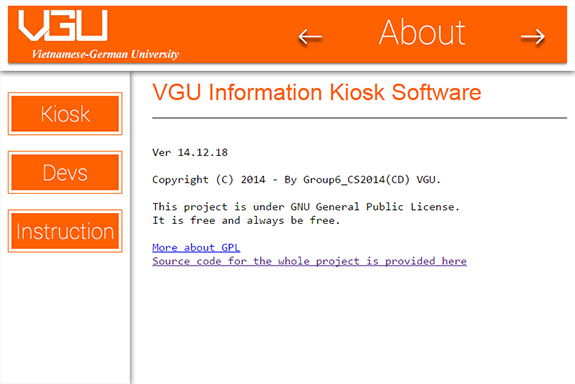 VGU
Vietnamese-German University
About
Kiosk
Devs
Instruction
VGU Information Kiosk Software
Ver 14.12.18
Copyright (C) 2014 - By Group6_CS2014(CD) VGU.
This project is under GNU General Public License.
It is free and always be free.
More about GPL
Source code for the whole project is provided here